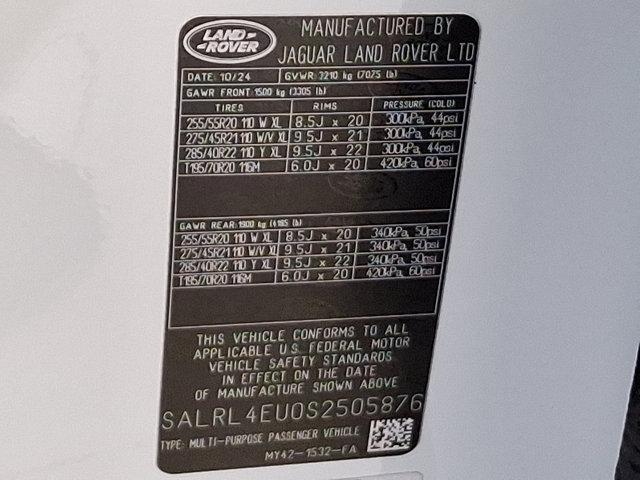 LAND ROVER
MANUFACTURED BY
JAGUAR LAND ROVER LTD
DATE: 10/24 GVWR: 3210 kg (7075 lb)
GAWR FRONT 1500 kg (3305 lb)
TIRES RIMS PRESSURE (COLD)
255/55R20 110 W XL 8.5J x 20 300kPa, 44psi
275/45R21 110 W/V XL 9.5J x 21 300kPa, 44psi
285/40R22 110 Y XL 9.5J x 22 300kPa, 44psi
T195/70R20 116M 6.0J x 20 420kPa, 60psi
GAWR REAR: 1900 kg (4185 lb)
255/55R20 110 W XL 8.5J x 20 340kPa, 50psi
275/45R21 110 W/V XL 9.5J x 21 340kPa, 50psi
285/40R22 110 Y XL 9.5J x 22 340kPa, 50psi
T195/70R20 116M 6.0J x 20 420kPa, 60psi
THIS VEHICLE CONFORMS TO ALL
APPLICABLE U.S. FEDERAL MOTOR
VEHICLE SAFETY STANDARDS
IN EFFECT ON THE DATE
OF MANUFACTURE SHOWN ABOVE
SALRL4EU0S2505876
TYPE: MULTI-PURPOSE PASSENGER VEHICLE
MY42-1532-FA